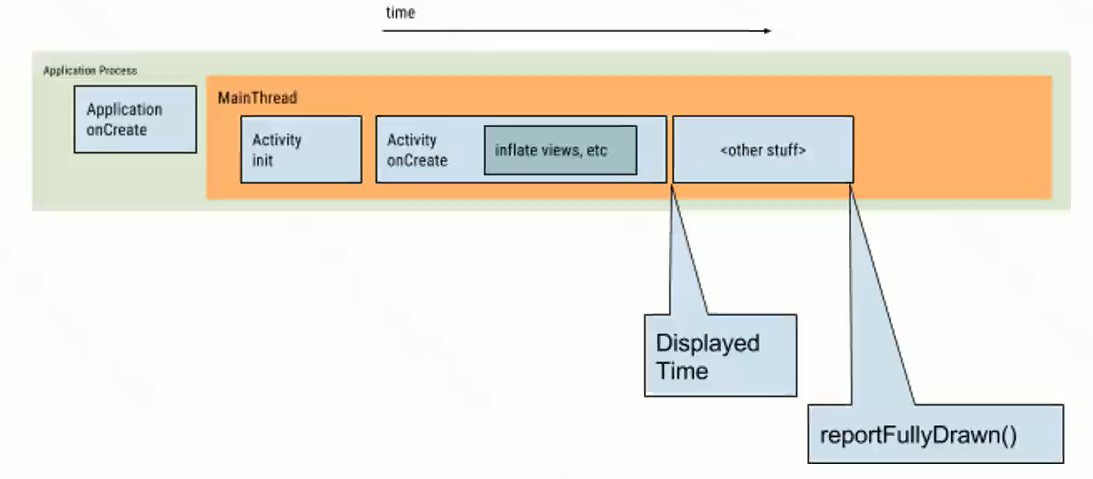 time
Application Process
Application
onCreate
MainThread
Activity
init
Activity
onCreate
inflate views, etc
<other stuff>
Displayed
Time
reportFullyDrawn()